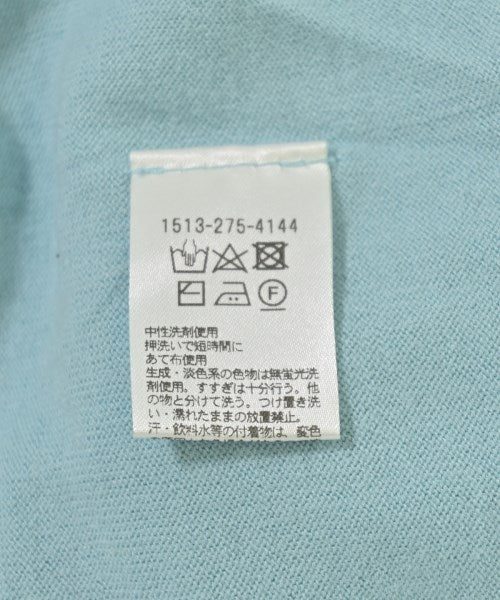 1513-275-4144
中性洗剤使用
押洗いで短時間に
あて布使用
生成・淡色系の色物は無蛍光洗
剤使用。すすぎは十分行う。他
の物と分けて洗う。つけ置き洗
い・濡れたままの放置禁止。
汗・飲料水等の付着物は、変色